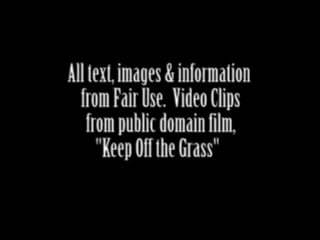 All text, images & information
from Fair Use.  Video Clips
from public domain film,
"Keep Off the Grass"